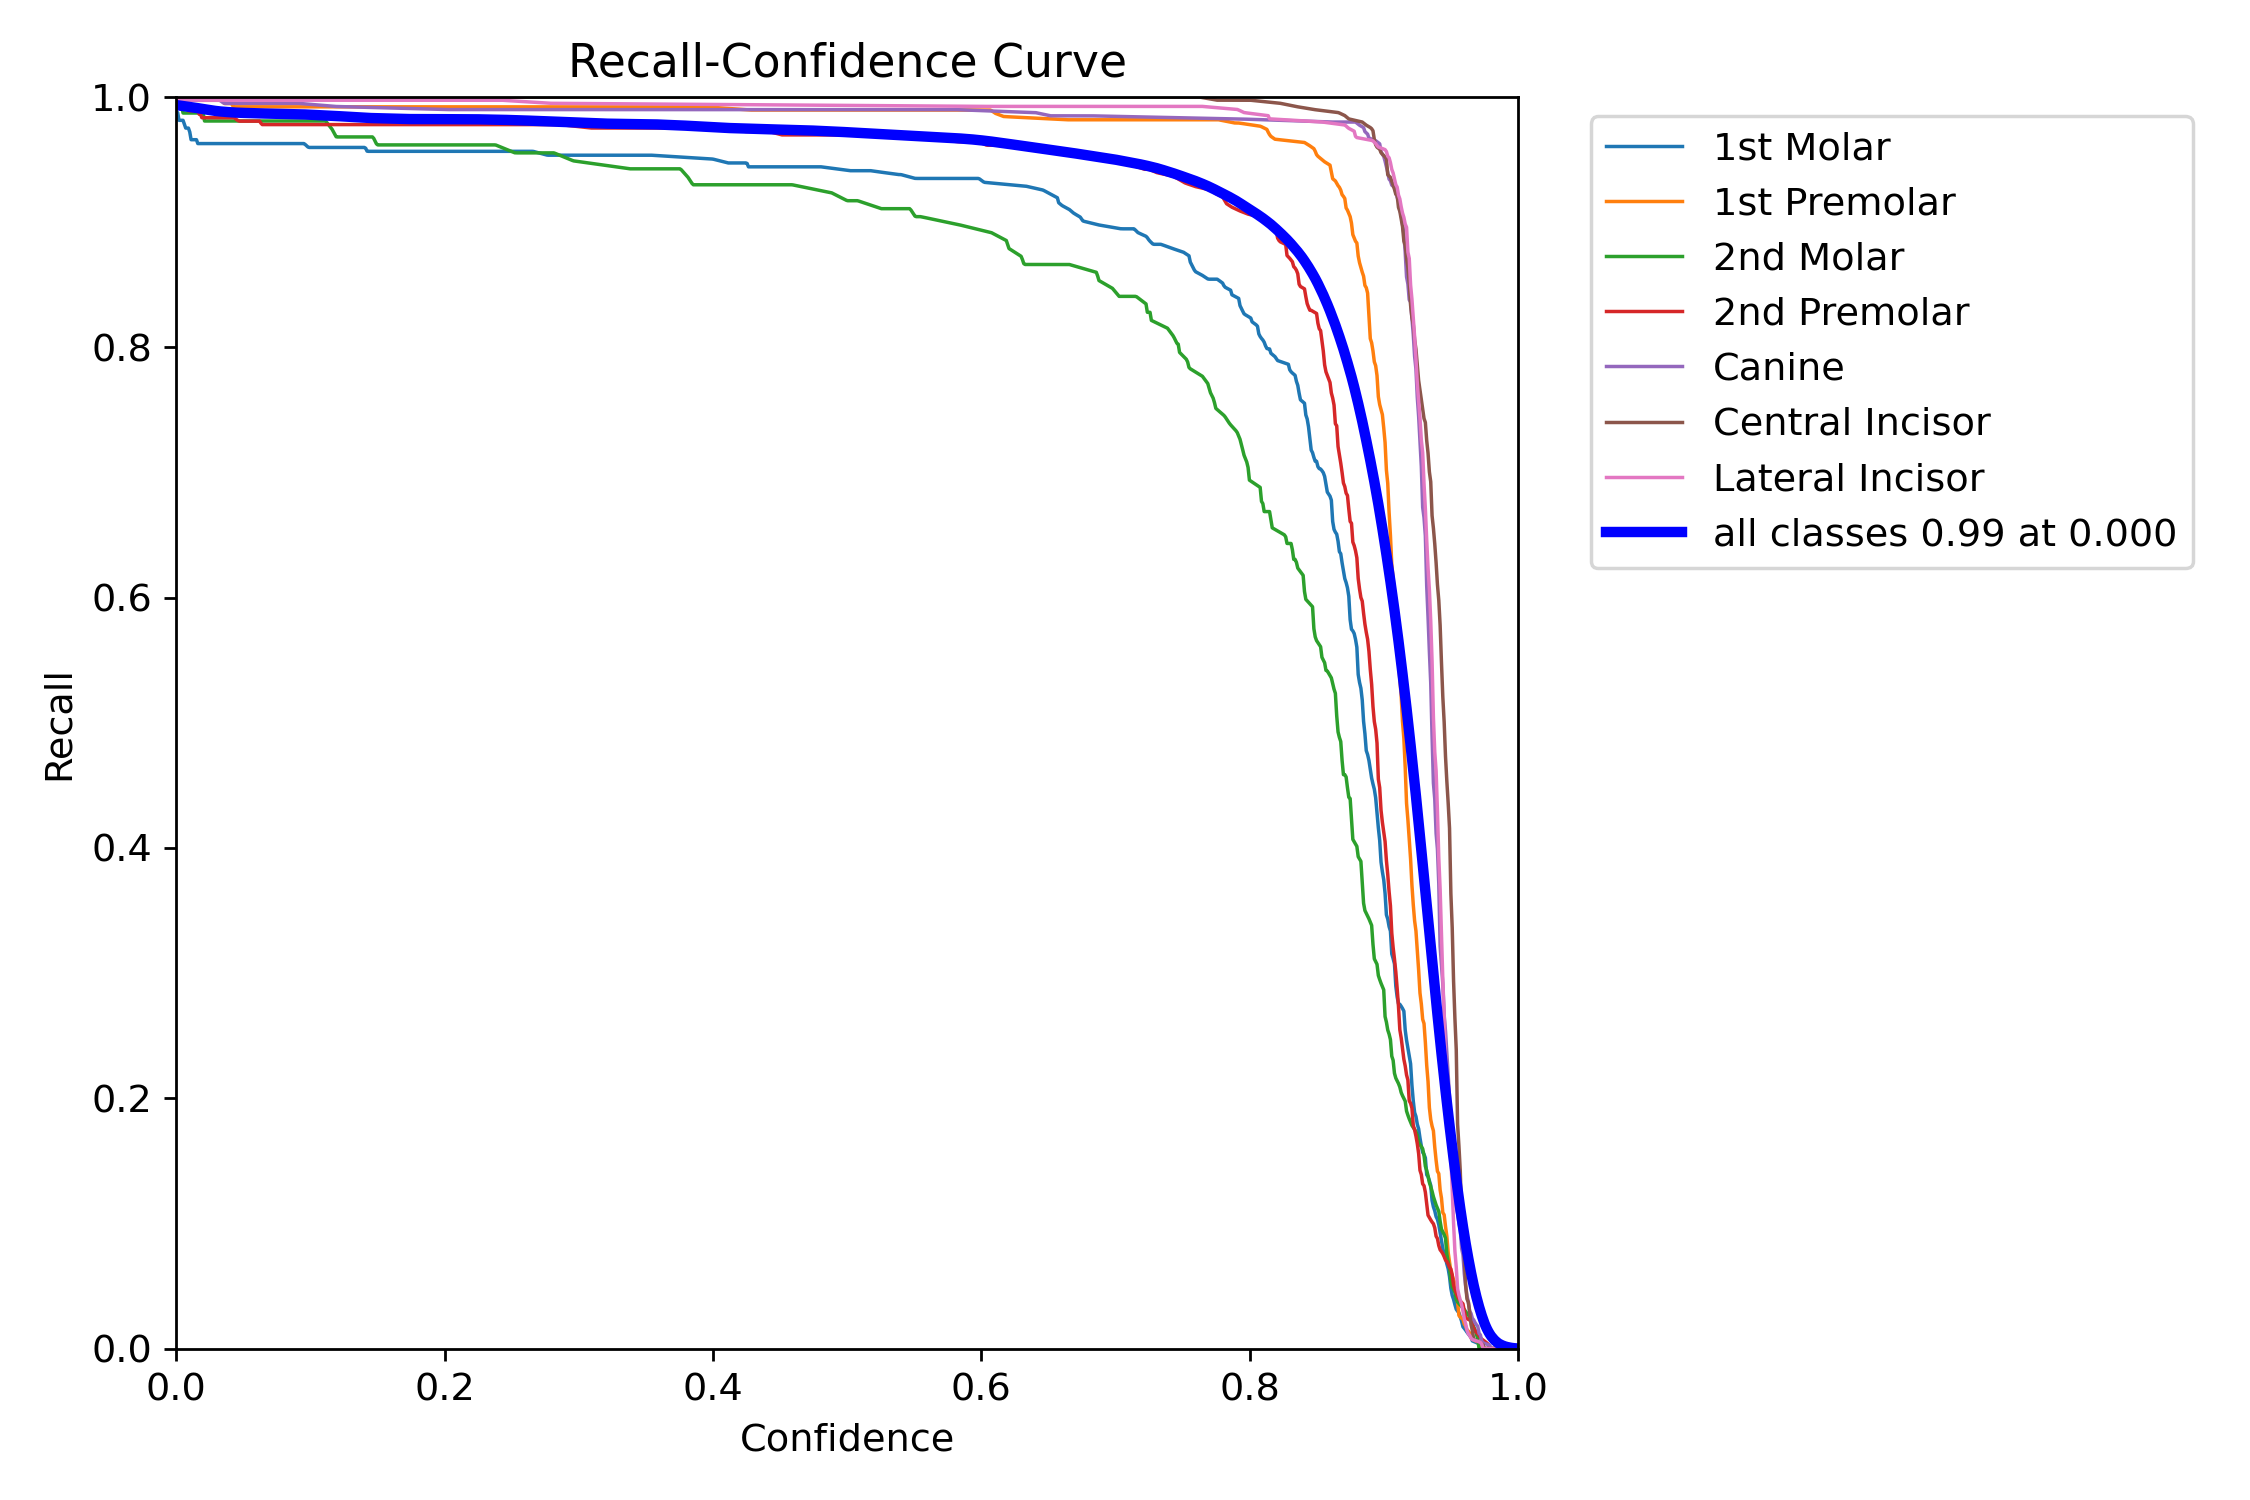 Recall-Confidence Curve
1.0
0.8
0.6
0.4
0.2
0.0
Recall
0.0 0.2 0.4 0.6 0.8 1.0
Confidence
1st Molar
1st Premolar
2nd Molar
2nd Premolar
Canine
Central Incisor
Lateral Incisor
all classes 0.99 at 0.000